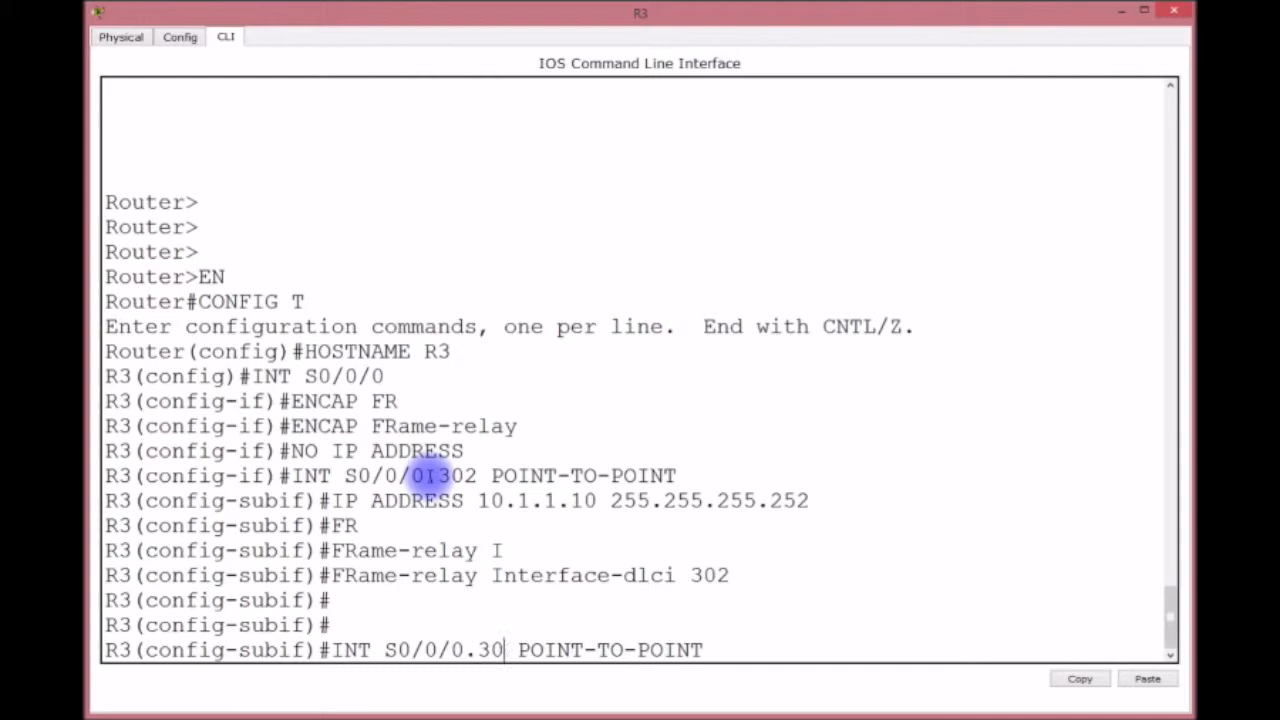 R3
Physical Config CLI
IOS Command Line Interface
Router>
Router>
Router>
Router>EN
Router#CONFIG T
Enter configuration commands, one per line.  End with CNTL/Z.
Router(config)#HOSTNAME R3
R3(config)#INT S0/0/0
R3(config-if)#ENCAP FR
R3(config-if)#ENCAP FRame-relay
R3(config-if)#NO IP ADDRESS
R3(config-if)#INT S0/0/0.302 POINT-TO-POINT
R3(config-subif)#IP ADDRESS 10.1.1.10 255.255.255.252
R3(config-subif)#FR
R3(config-subif)#FRame-relay I
R3(config-subif)#FRame-relay Interface-dlci 302
R3(config-subif)#
R3(config-subif)#
R3(config-subif)#INT S0/0/0.30 POINT-TO-POINT
Copy Paste